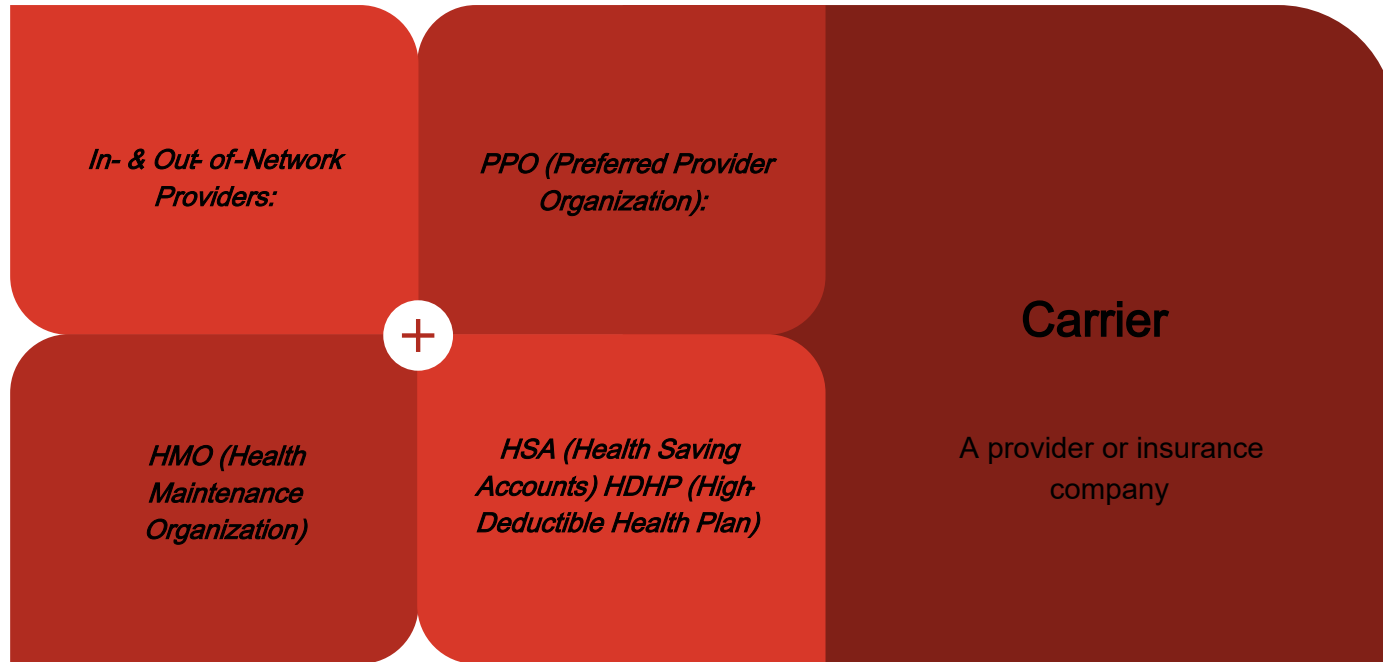 In- & Out- of-Network
Providers:
PPO (Preferred Provider
Organization):
HMO (Health
Maintenance
Organization)
HSA (Health Saving
Accounts) HDHP (High-
Deductible Health Plan)
Carrier
A provider or insurance
company